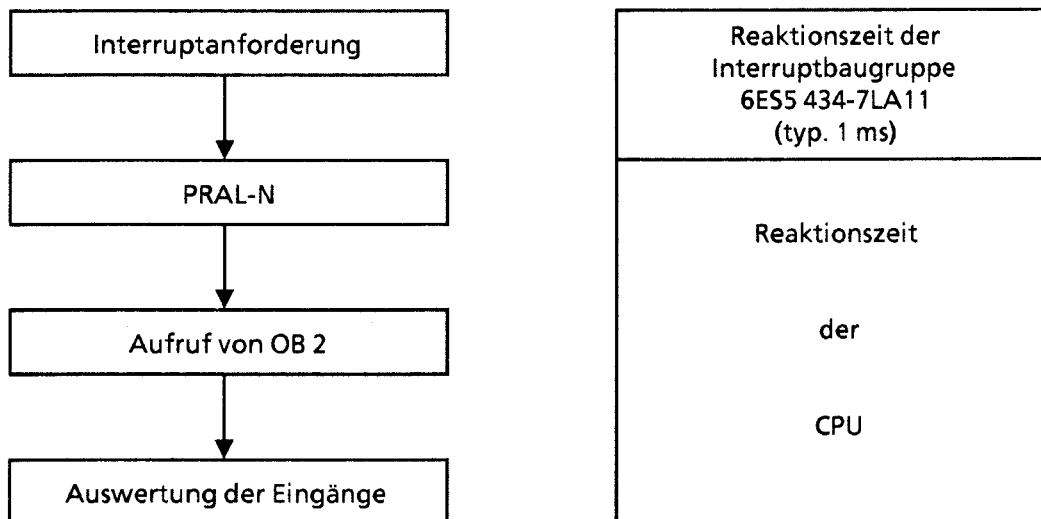 Interruptanforderung
PRAL-N
Aufruf von OB 2
Auswertung der Eingänge
Reaktionszeit der
Interruptbaugruppe
6ES5 434-7LA11
(typ. 1 ms)
Reaktionszeit
der
CPU